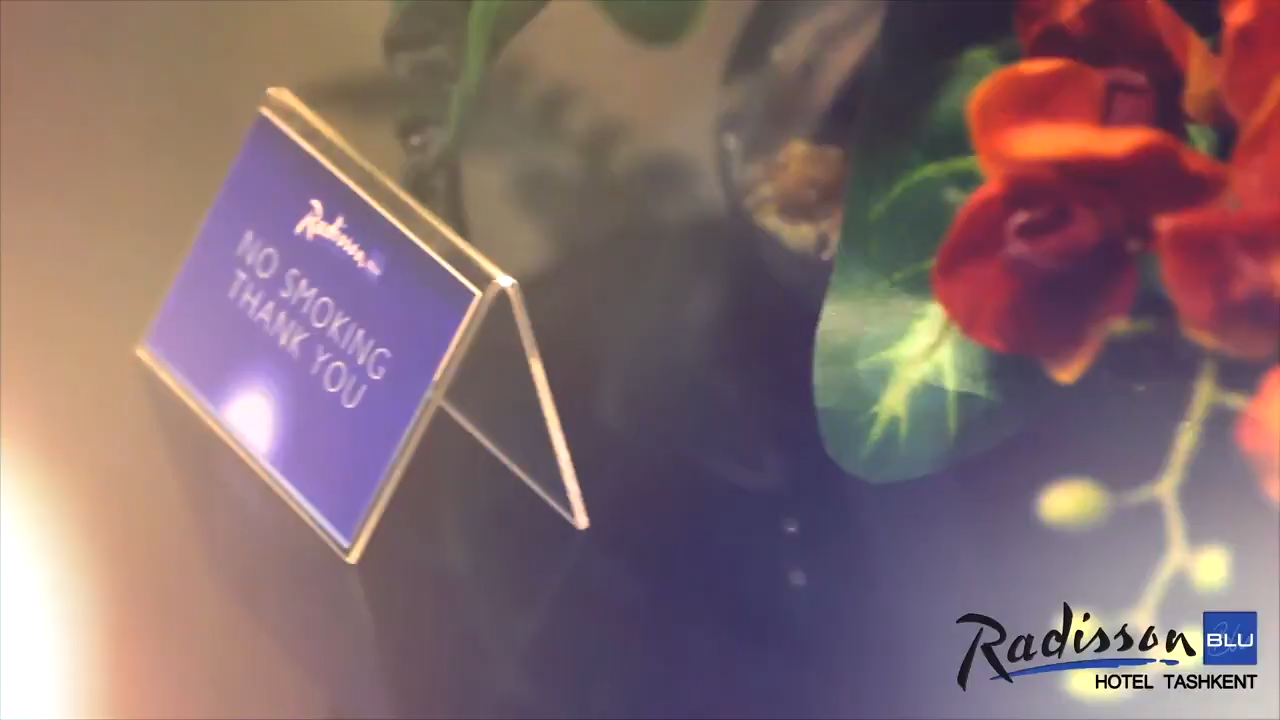 Radisson
NO SMOKING
THANK YOU
Radisson BLU
HOTEL TASHKENT